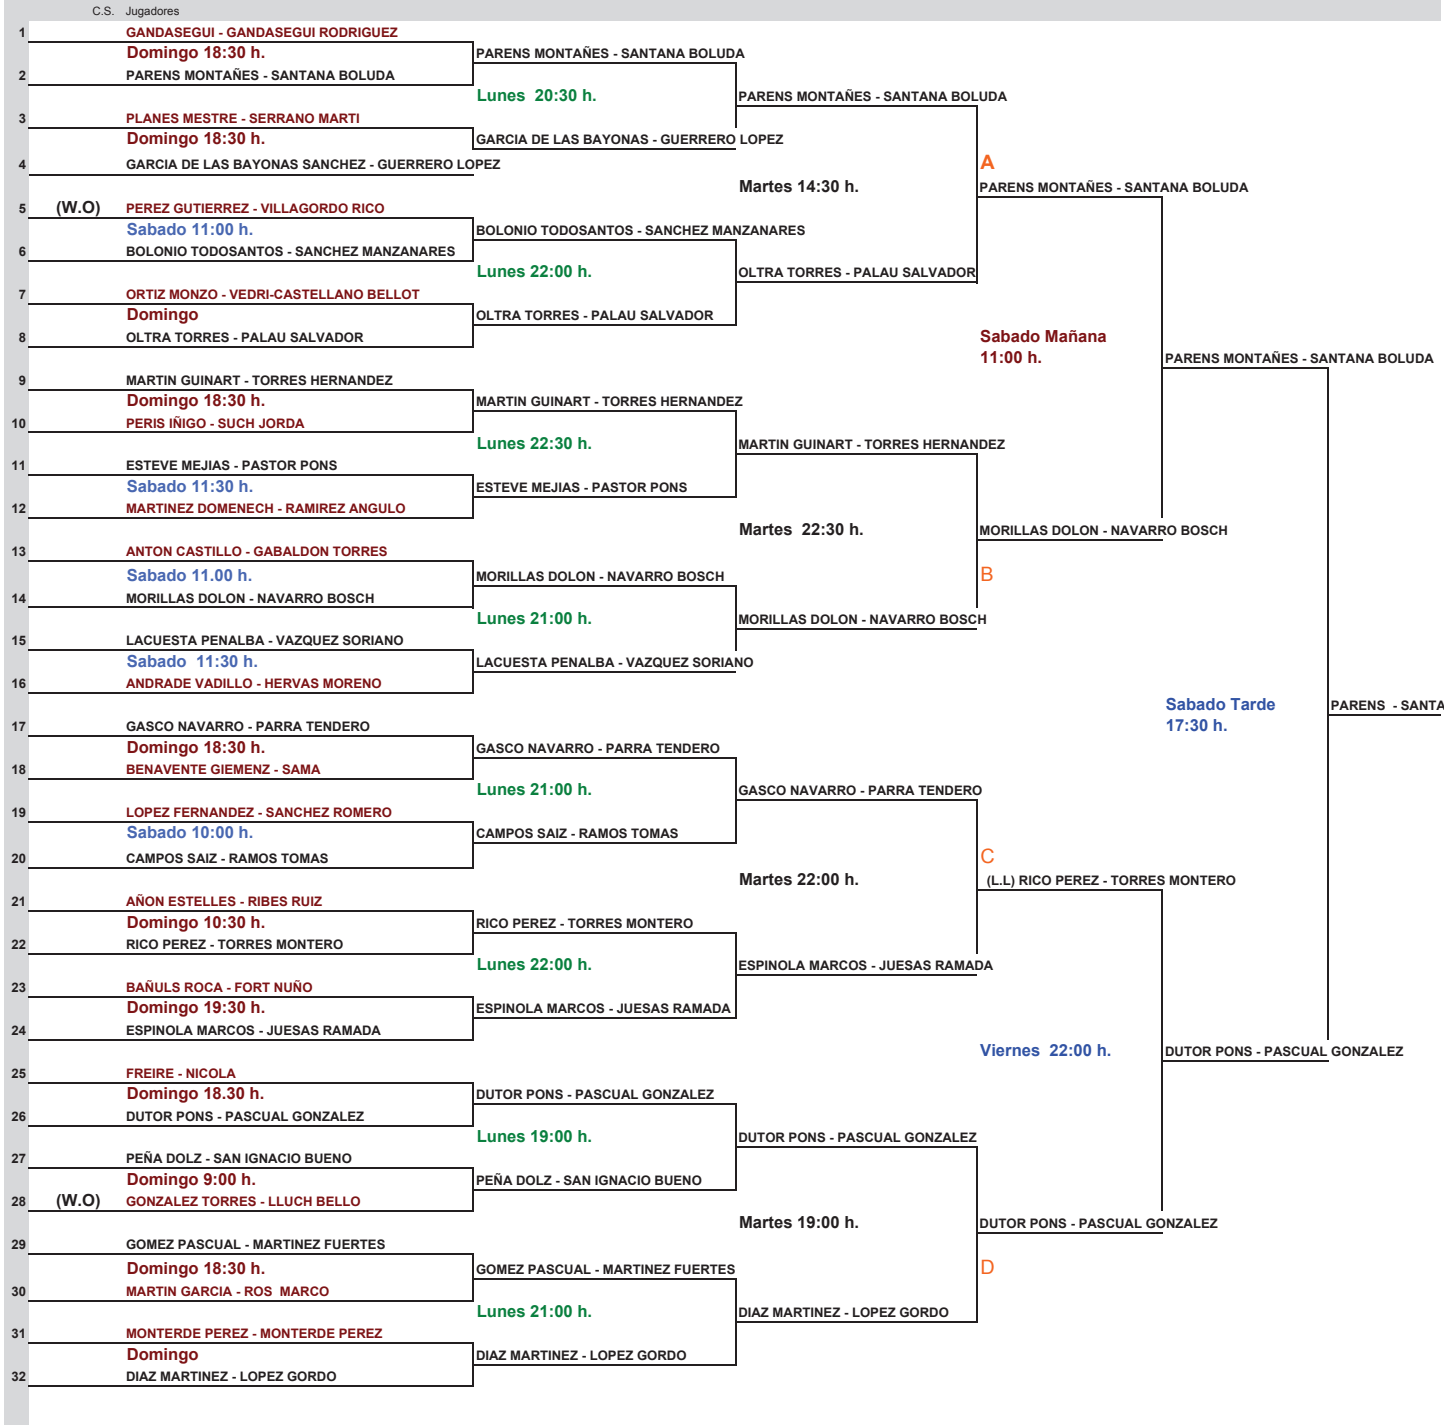 C.S. Jugadores
1 GANDASEGUI - GANDASEGUI RODRIGUEZ
Domingo 18:30 h.
PARENS MONTAÑES - SANTANA BOLUDA
2 PARENS MONTAÑES - SANTANA BOLUDA
Lunes 20:30 h.
PARENS MONTAÑES - SANTANA BOLUDA
3 PLANES MESTRE - SERRANO MARTI
Domingo 18:30 h.
GARCIA DE LAS BAYONAS - GUERRERO LOPEZ
4 GARCIA DE LAS BAYONAS SANCHEZ - GUERRERO LOPEZ
A
Martes 14:30 h.
PARENS MONTAÑES - SANTANA BOLUDA
5 (W.O) PEREZ GUTIERREZ - VILLAGORDO RICO
Sabado 11:00 h.
BOLONIO TODOSANTOS - SANCHEZ MANZANARES
6 BOLONIO TODOSANTOS - SANCHEZ MANZANARES
Lunes 22:00 h.
OLTRA TORRES - PALAU SALVADOR
7 ORTIZ MONZO - VEDRI-CASTELLANO BELLOT
Domingo
OLTRA TORRES - PALAU SALVADOR
8 OLTRA TORRES - PALAU SALVADOR
Sabado Mañana
11:00 h.
PARENS MONTAÑES - SANTANA BOLUDA
9 MARTIN GUINART - TORRES HERNANDEZ
Domingo 18:30 h.
MARTIN GUINART - TORRES HERNANDEZ
10 PERIS IÑIGO - SUCH JORDA
Lunes 22:30 h.
MARTIN GUINART - TORRES HERNANDEZ
11 ESTEVE MEJIAS - PASTOR PONS
Sabado 11:30 h.
ESTEVE MEJIAS - PASTOR PONS
12 MARTINEZ DOMENECH - RAMIREZ ANGULO
Martes 22:30 h.
MORILLAS DOLON - NAVARRO BOSCH
13 ANTON CASTILLO - GABALDON TORRES
Sabado 11.00 h.
MORILLAS DOLON - NAVARRO BOSCH
B
14 MORILLAS DOLON - NAVARRO BOSCH
Lunes 21:00 h.
MORILLAS DOLON - NAVARRO BOSCH
15 LACUESTA PENALBA - VAZQUEZ SORIANO
Sabado 11:30 h.
LACUESTA PENALBA - VAZQUEZ SORIANO
16 ANDRADE VADILLO - HERVAS MORENO
Sabado Tarde
17:30 h.
PARENS - SANTA
17 GASCO NAVARRO - PARRA TENDERO
Domingo 18:30 h.
GASCO NAVARRO - PARRA TENDERO
18 BENAVENTE GIEMENZ - SAMA
Lunes 21:00 h.
GASCO NAVARRO - PARRA TENDERO
19 LOPEZ FERNANDEZ - SANCHEZ ROMERO
Sabado 10:00 h.
CAMPOS SAIZ - RAMOS TOMAS
20 CAMPOS SAIZ - RAMOS TOMAS
C
Martes 22:00 h.
(L.L) RICO PEREZ - TORRES MONTERO
21 AÑON ESTELLES - RIBES RUIZ
Domingo 10:30 h.
RICO PEREZ - TORRES MONTERO
22 RICO PEREZ - TORRES MONTERO
Lunes 22:00 h.
ESPINOLA MARCOS - JUESAS RAMADA
23 BAÑULS ROCA - FORT NUÑO
Domingo 19:30 h.
ESPINOLA MARCOS - JUESAS RAMADA
24 ESPINOLA MARCOS - JUESAS RAMADA
Viernes 22:00 h.
DUTOR PONS - PASCUAL GONZALEZ
25 FREIRE - NICOLA
Domingo 18.30 h.
DUTOR PONS - PASCUAL GONZALEZ
26 DUTOR PONS - PASCUAL GONZALEZ
Lunes 19:00 h.
DUTOR PONS - PASCUAL GONZALEZ
27 PEÑA DOLZ - SAN IGNACIO BUENO
Domingo 9:00 h.
PEÑA DOLZ - SAN IGNACIO BUENO
28 (W.O) GONZALEZ TORRES - LLUCH BELLO
Martes 19:00 h.
DUTOR PONS - PASCUAL GONZALEZ
29 GOMEZ PASCUAL - MARTINEZ FUERTES
Domingo 18:30 h.
GOMEZ PASCUAL - MARTINEZ FUERTES
D
30 MARTIN GARCIA - ROS MARCO
Lunes 21:00 h.
DIAZ MARTINEZ - LOPEZ GORDO
31 MONTERDE PEREZ - MONTERDE PEREZ
Domingo
DIAZ MARTINEZ - LOPEZ GORDO
32 DIAZ MARTINEZ - LOPEZ GORDO